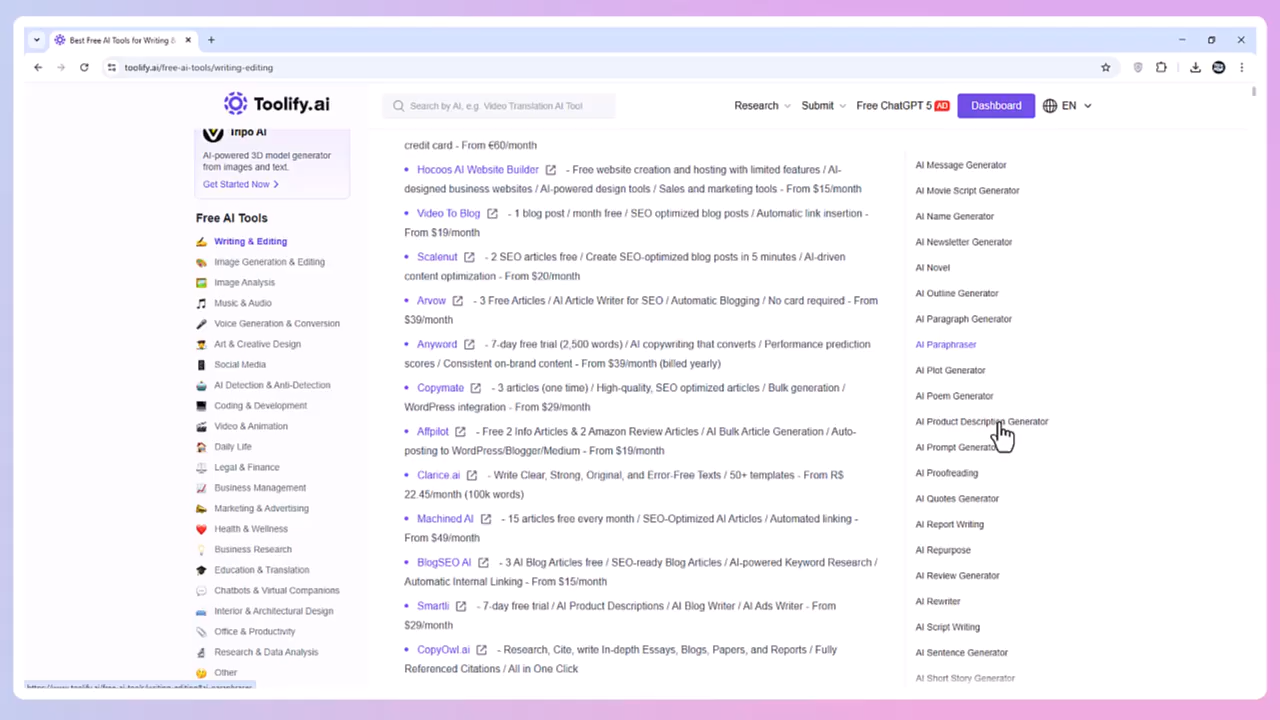 Best Free AI Tools for Writing &
toolify.ai/free-ai-tools/writing-editing
Toolify.ai
Search by AI, e.g. Video Translation AI Tool
Research
Submit
Free ChatGPT 5 AD
Dashboard
EN
Tripo AI
AI-powered 3D model generator
from images and text.
Get Started Now
Free AI Tools
Writing & Editing
Image Generation & Editing
Image Analysis
Music & Audio
Voice Generation & Conversion
Art & Creative Design
Social Media
AI Detection & Anti-Detection
Coding & Development
Video & Animation
Daily Life
Legal & Finance
Business Management
Marketing & Advertising
Health & Wellness
Business Research
Education & Translation
Chatbots & Virtual Companions
Interior & Architectural Design
Office & Productivity
Research & Data Analysis
Other
credit card - From €60/month
• Hocoos AI Website Builder - Free website creation and hosting with limited features / AI-
designed business websites / AI-powered design tools / Sales and marketing tools - From $15/month
• Video To Blog - 1 blog post / month free / SEO optimized blog posts / Automatic link insertion -
From $19/month
• Scalenut - 2 SEO articles free / Create SEO-optimized blog posts in 5 minutes / AI-driven
content optimization - From $20/month
• Arvow - 3 Free Articles / AI Article Writer for SEO / Automatic Blogging / No card required - From
$39/month
• Anyword - 7-day free trial (2,500 words) / AI copywriting that converts / Performance prediction
scores / Consistent on-brand content - From $39/month (billed yearly)
• Copymate - 3 articles (one time) / High-quality, SEO optimized articles / Bulk generation /
WordPress integration - From $29/month
• Affpilot - Free 2 Info Articles & 2 Amazon Review Articles / AI Bulk Article Generation / Auto-
posting to WordPress/Blogger/Medium - From $19/month
• Clarice.ai - Write Clear, Strong, Original, and Error-Free Texts / 50+ templates - From R$
22.45/month (100k words)
• Machined AI - 15 articles free every month / SEO-Optimized AI Articles / Automated linking -
From $49/month
• BlogSEO AI - 3 AI Blog Articles free / SEO-ready Blog Articles / AI-powered Keyword Research /
Automatic Internal Linking - From $15/month
• Smartli - 7-day free trial / AI Product Descriptions / AI Blog Writer / AI Ads Writer - From
$29/month
• CopyOwl.ai - Research, Cite, write In-depth Essays, Blogs, Papers, and Reports / Fully
Referenced Citations / All in One Click
AI Message Generator
AI Movie Script Generator
AI Name Generator
AI Newsletter Generator
AI Novel
AI Outline Generator
AI Paragraph Generator
AI Paraphraser
AI Plot Generator
AI Poem Generator
AI Product Description Generator
AI Prompt Generator
AI Proofreading
AI Quotes Generator
AI Report Writing
AI Repurpose
AI Review Generator
AI Rewriter
AI Script Writing
AI Sentence Generator
AI Short Story Generator